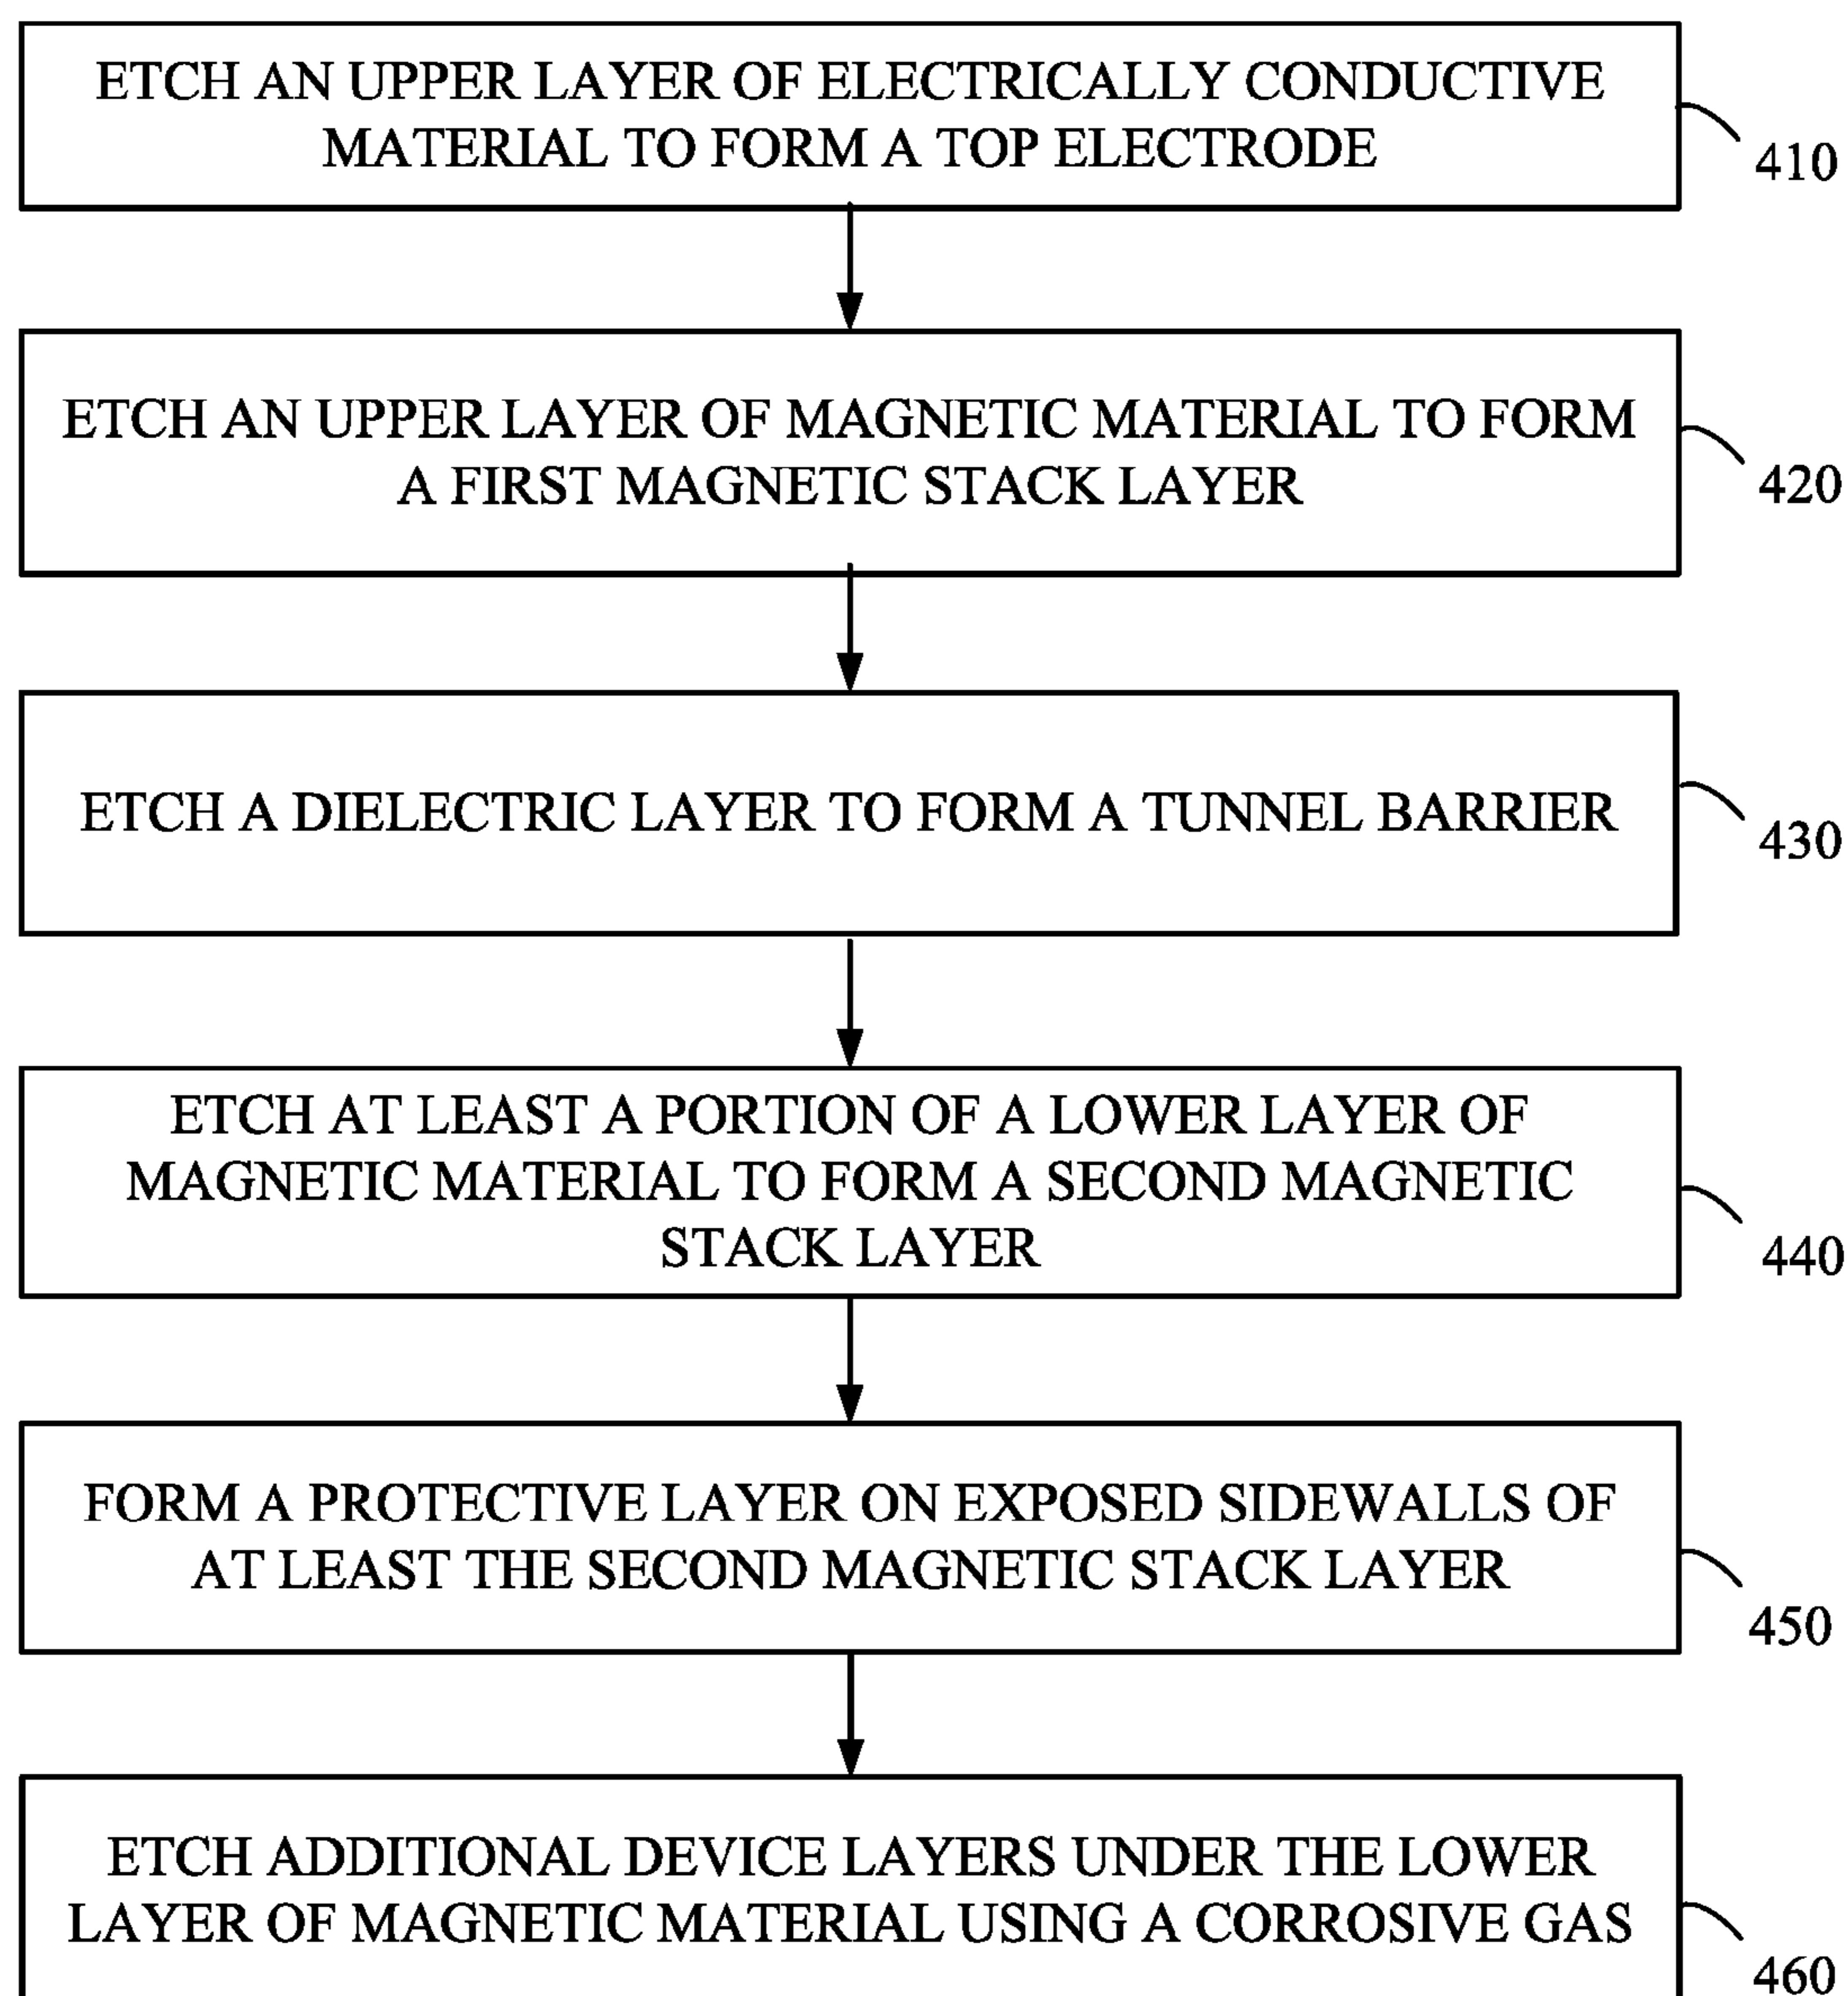 ETCH AN UPPER LAYER OF ELECTRICALLY CONDUCTIVE
MATERIAL TO FORM A TOP ELECTRODE
410
ETCH AN UPPER LAYER OF MAGNETIC MATERIAL TO FORM
A FIRST MAGNETIC STACK LAYER
420
ETCH A DIELECTRIC LAYER TO FORM A TUNNEL BARRIER
430
ETCH AT LEAST A PORTION OF A LOWER LAYER OF
MAGNETIC MATERIAL TO FORM A SECOND MAGNETIC
STACK LAYER
440
FORM A PROTECTIVE LAYER ON EXPOSED SIDEWALLS OF
AT LEAST THE SECOND MAGNETIC STACK LAYER
450
ETCH ADDITIONAL DEVICE LAYERS UNDER THE LOWER
LAYER OF MAGNETIC MATERIAL USING A CORROSIVE GAS
460